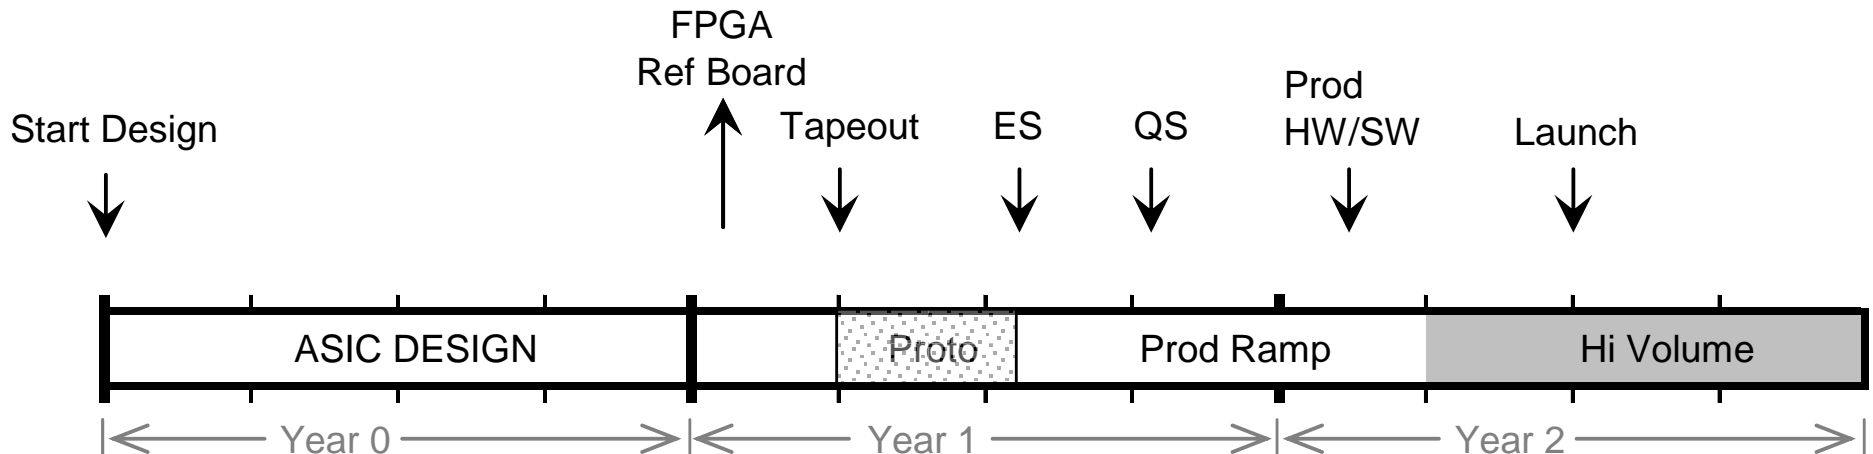 FPGA
Ref Board
Start Design
Tapeout
ES
QS
Prod
HW/SW
Launch
ASIC DESIGN
Proto
Prod Ramp
Hi Volume
Year 0
Year 1
Year 2